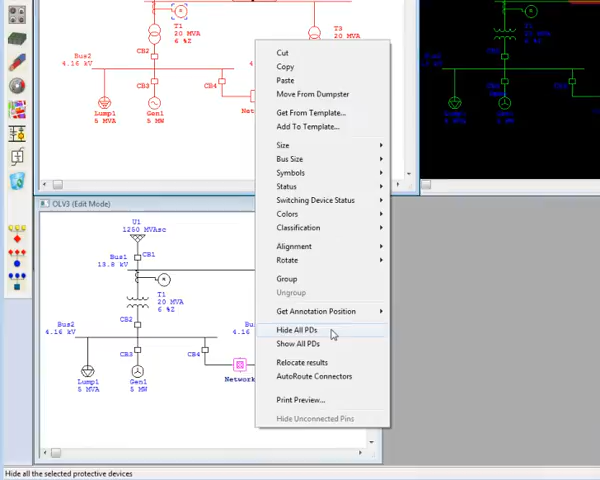 T1
20 MVA
6 %Z
T3
20 MVA
6 %Z
Bus2
4.16 kV
CB2
CB3
CB4
Lump1
5 MVA
Gen1
5 MVA
Cut
Copy
Paste
Move From Dumpster
Get From Template...
Add To Template...
Size
Bus Size
Symbols
Status
Switching Device Status
Colors
Classification
Alignment
Rotate
Group
Ungroup
Get Annotation Position
Hide All PDs
Show All PDs
Relocate results
AutoRoute Connectors
Print Preview...
Hide Unconnected Pins
OLV3 (Edit Mode)
U1
1250 MVAsc
Bus1
13.8 kV
CB1
T1
20 MVA
6 %Z
Bus2
4.16 kV
CB2
CB3
CB4
Lump1
5 MVA
Gen1
5 MVA
Network
Hide all the selected protective devices